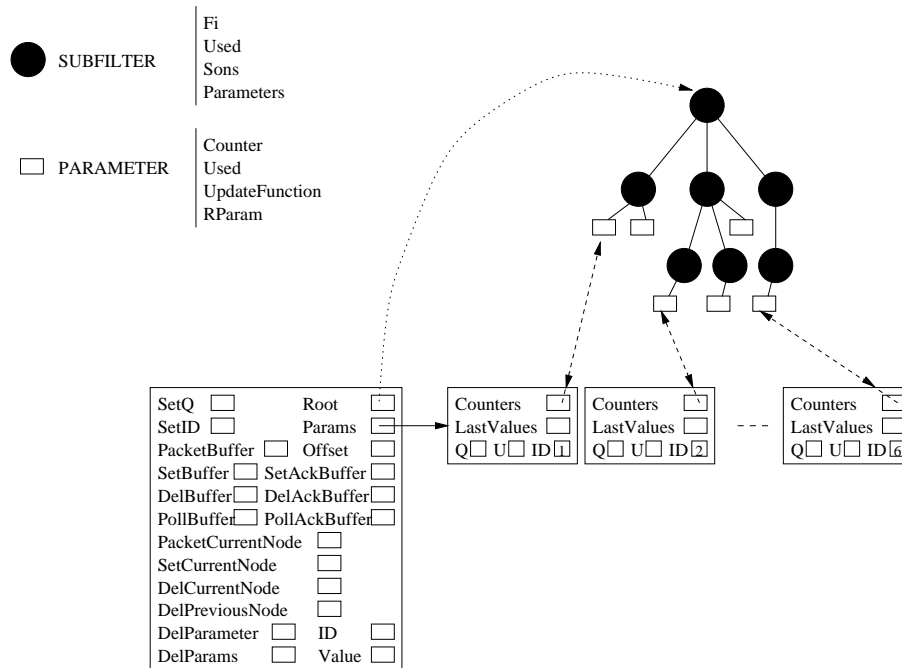 Fi
Used
SUBFILTER
Sons
Parameters
Counter
Used
PARAMETER
UpdateFunction
RParam
SetQ Root
SetID Params
PacketBuffer Offset
SetBuffer SetAckBuffer
DelBuffer DelAckBuffer
PollBuffer PollAckBuffer
PacketCurrentNode
SetCurrentNode
DelCurrentNode
DelPreviousNode
DelParameter ID
DelParams Value
Counters
LastValues
Q U ID 1
Counters
LastValues
Q U ID 2
Counters
LastValues
Q U ID 6